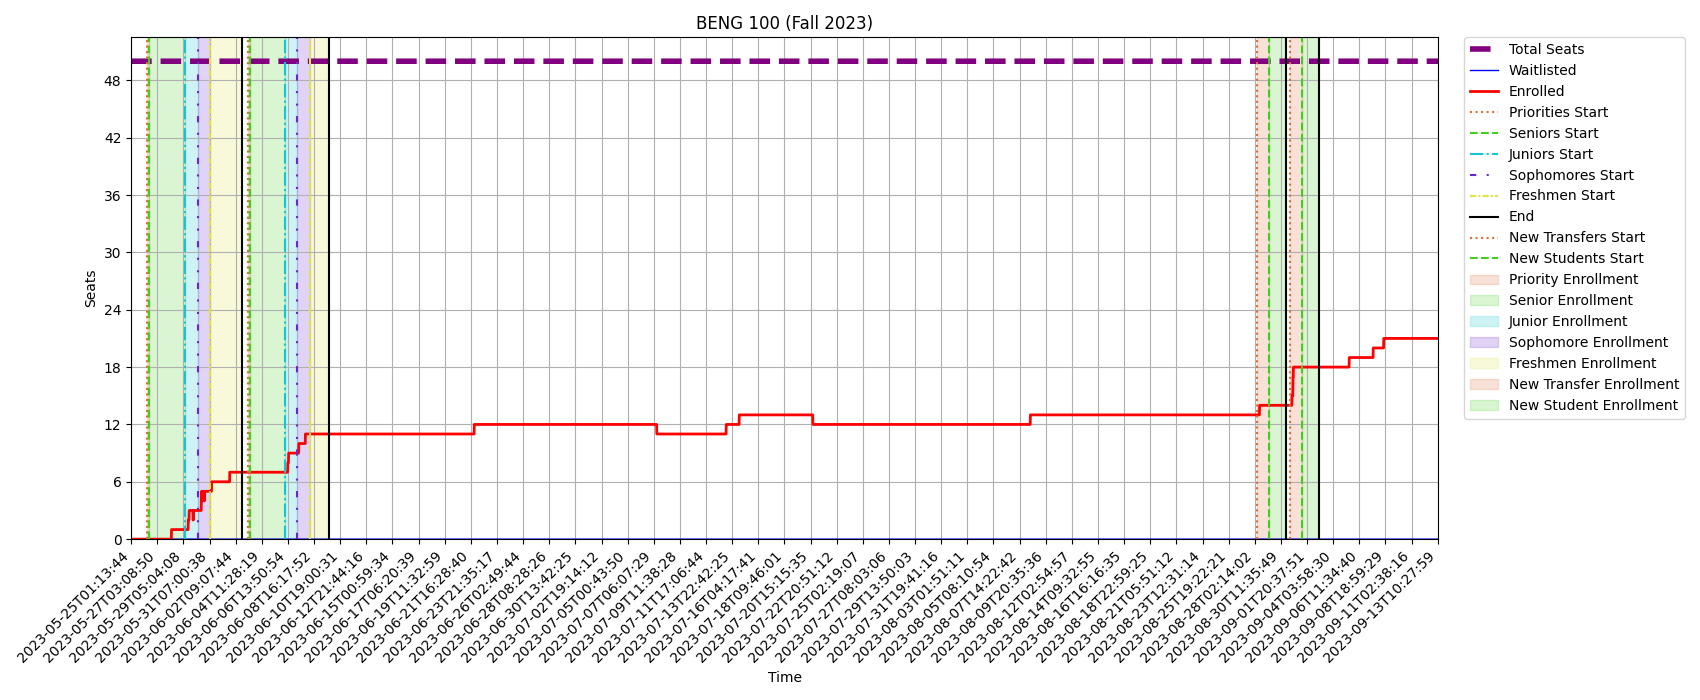 BENG 100 (Fall 2023)
Seats
48
42
36
30
24
18
12
6
0
2023-05-25T01:13:44
2023-05-27T03:08:50
2023-05-29T05:04:08
2023-05-31T07:00:38
2023-06-02T09:07:44
2023-06-04T11:28:19
2023-06-06T13:50:54
2023-06-08T16:17:52
2023-06-10T19:00:31
2023-06-12T21:44:16
2023-06-15T00:59:34
2023-06-17T06:20:39
2023-06-19T11:32:59
2023-06-21T16:28:40
2023-06-23T21:35:17
2023-06-26T02:49:44
2023-06-28T08:28:26
2023-06-30T13:42:25
2023-07-02T19:14:12
2023-07-05T00:43:50
2023-07-07T06:07:29
2023-07-09T11:38:28
2023-07-11T17:06:44
2023-07-13T22:42:25
2023-07-16T04:17:41
2023-07-18T09:46:01
2023-07-20T15:15:35
2023-07-22T20:51:12
2023-07-25T02:19:07
2023-07-27T08:03:06
2023-07-29T13:50:03
2023-07-31T19:41:16
2023-08-03T01:51:11
2023-08-05T08:10:54
2023-08-07T14:22:42
2023-08-09T20:35:36
2023-08-12T02:54:57
2023-08-14T09:32:55
2023-08-16T16:16:35
2023-08-18T22:59:25
2023-08-21T05:51:12
2023-08-23T12:31:14
2023-08-25T19:22:21
2023-08-28T02:14:02
2023-08-30T11:35:49
2023-09-01T20:37:51
2023-09-04T03:58:30
2023-09-06T11:34:40
2023-09-08T18:59:29
2023-09-11T02:38:16
2023-09-13T10:27:59
Time
Total Seats
Waitlisted
Enrolled
Priorities Start
Seniors Start
Juniors Start
Sophomores Start
Freshmen Start
End
New Transfers Start
New Students Start
Priority Enrollment
Senior Enrollment
Junior Enrollment
Sophomore Enrollment
Freshmen Enrollment
New Transfer Enrollment
New Student Enrollment